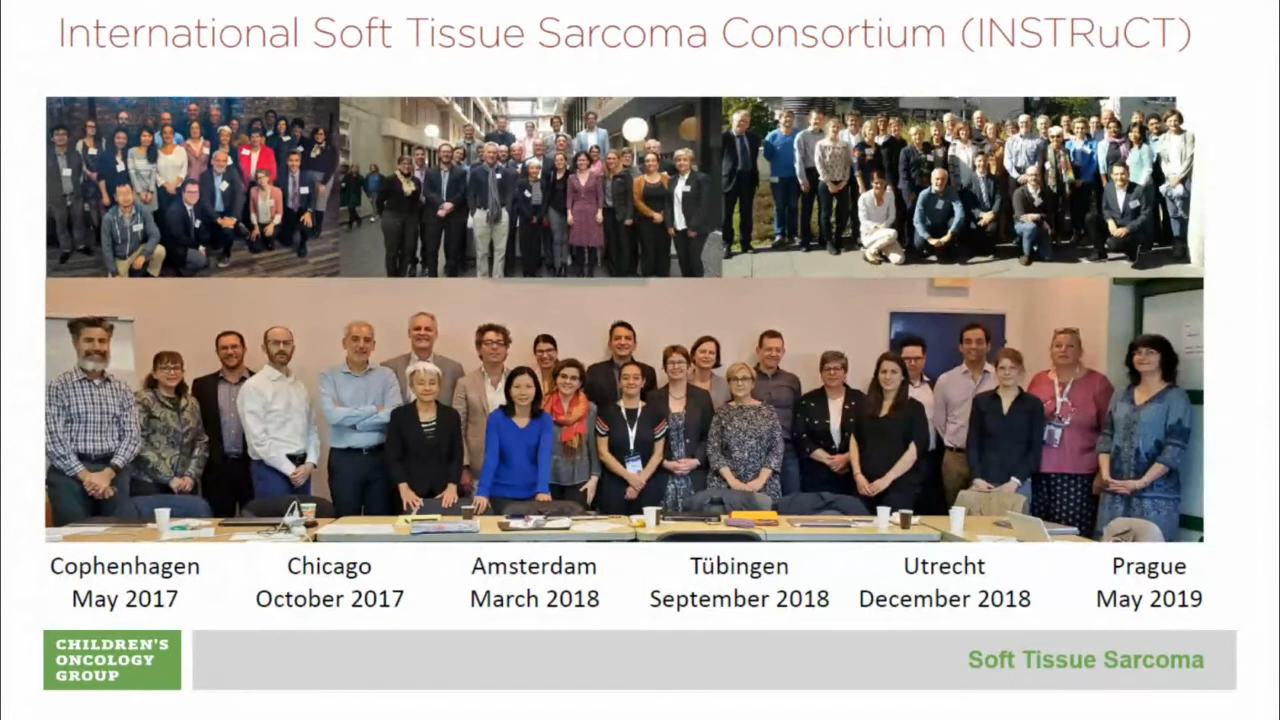 International Soft Tissue Sarcoma Consortium (INSTRuCT)
Cophenhagen
May 2017
Chicago
October 2017
Amsterdam
March 2018
Tübingen
September 2018
Utrecht
December 2018
Prague
May 2019
CHILDREN'S
ONCOLOGY
GROUP
Soft Tissue Sarcoma